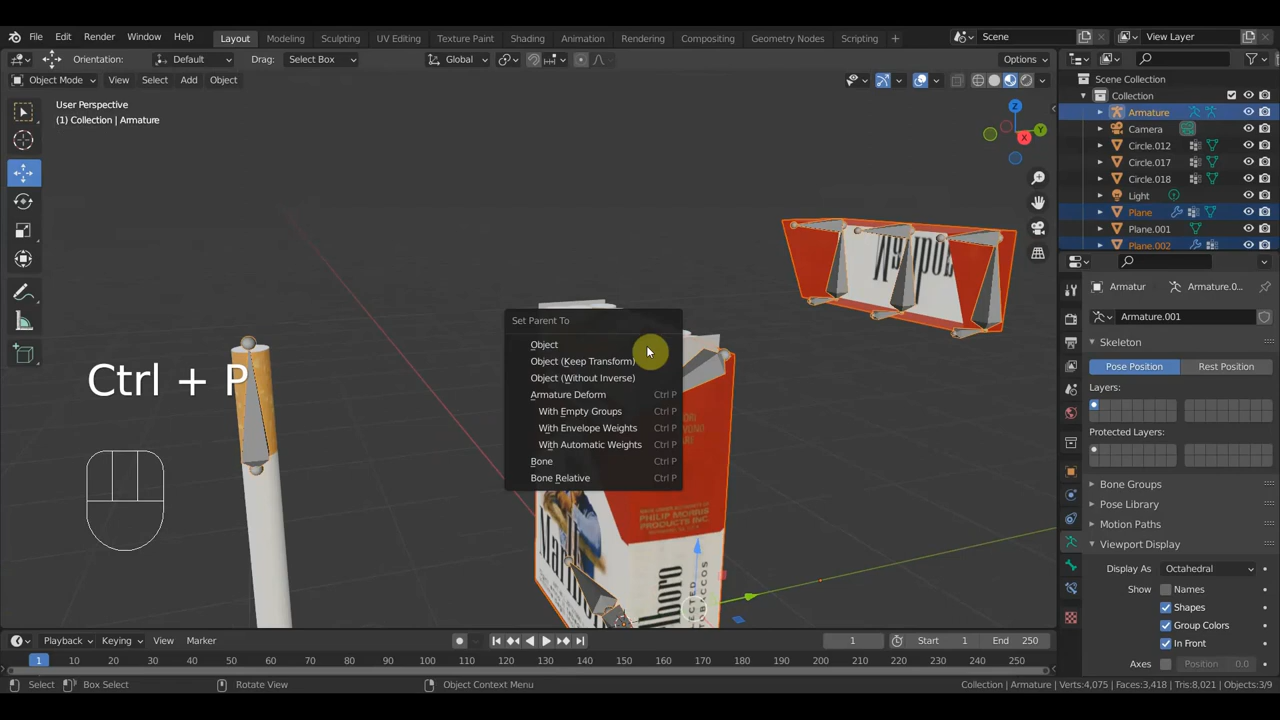 File Edit Render Window Help Layout Modeling Sculpting UV Editing Texture Paint Shading Animation Rendering Compositing Geometry Nodes Scripting + Scene View Layer
Orientation: Default Drag: Select Box Global Options
Object Mode View Select Add Object
User Perspective
(1) Collection | Armature
Z
Y
X
Scene Collection
Collection
Armature
Camera
Circle.012
Circle.017
Circle.018
Light
Plane
Plane.001
Plane.002
Armatur Armature.0...
Armature.001
Skeleton
Pose Position Rest Position
Layers:
Protected Layers:
Bone Groups
Pose Library
Motion Paths
Viewport Display
Display As Octahedral
Show Names
Shapes
Group Colors
In Front
Axes Position 0.0
Set Parent To
Object
Object (Keep Transform)
Object (Without Inverse)
Armature Deform Ctrl P
With Empty Groups Ctrl P
With Envelope Weights Ctrl P
With Automatic Weights Ctrl P
Bone Ctrl P
Bone Relative Ctrl P
Ctrl + P
PHILIP MORRIS
PRODUCTS INC.
Marl
lboro
Playback Keying View Marker 1 Start 1 End 250
1 10 20 30 40 50 60 70 80 90 100 110 120 130 140 150 160 170 180 190 200 210 220 230 240 250
Select Box Select Rotate View Object Context Menu Collection | Armature Verts:4,075 | Faces:3,418 | Tris:8,021 | Objects:3/9